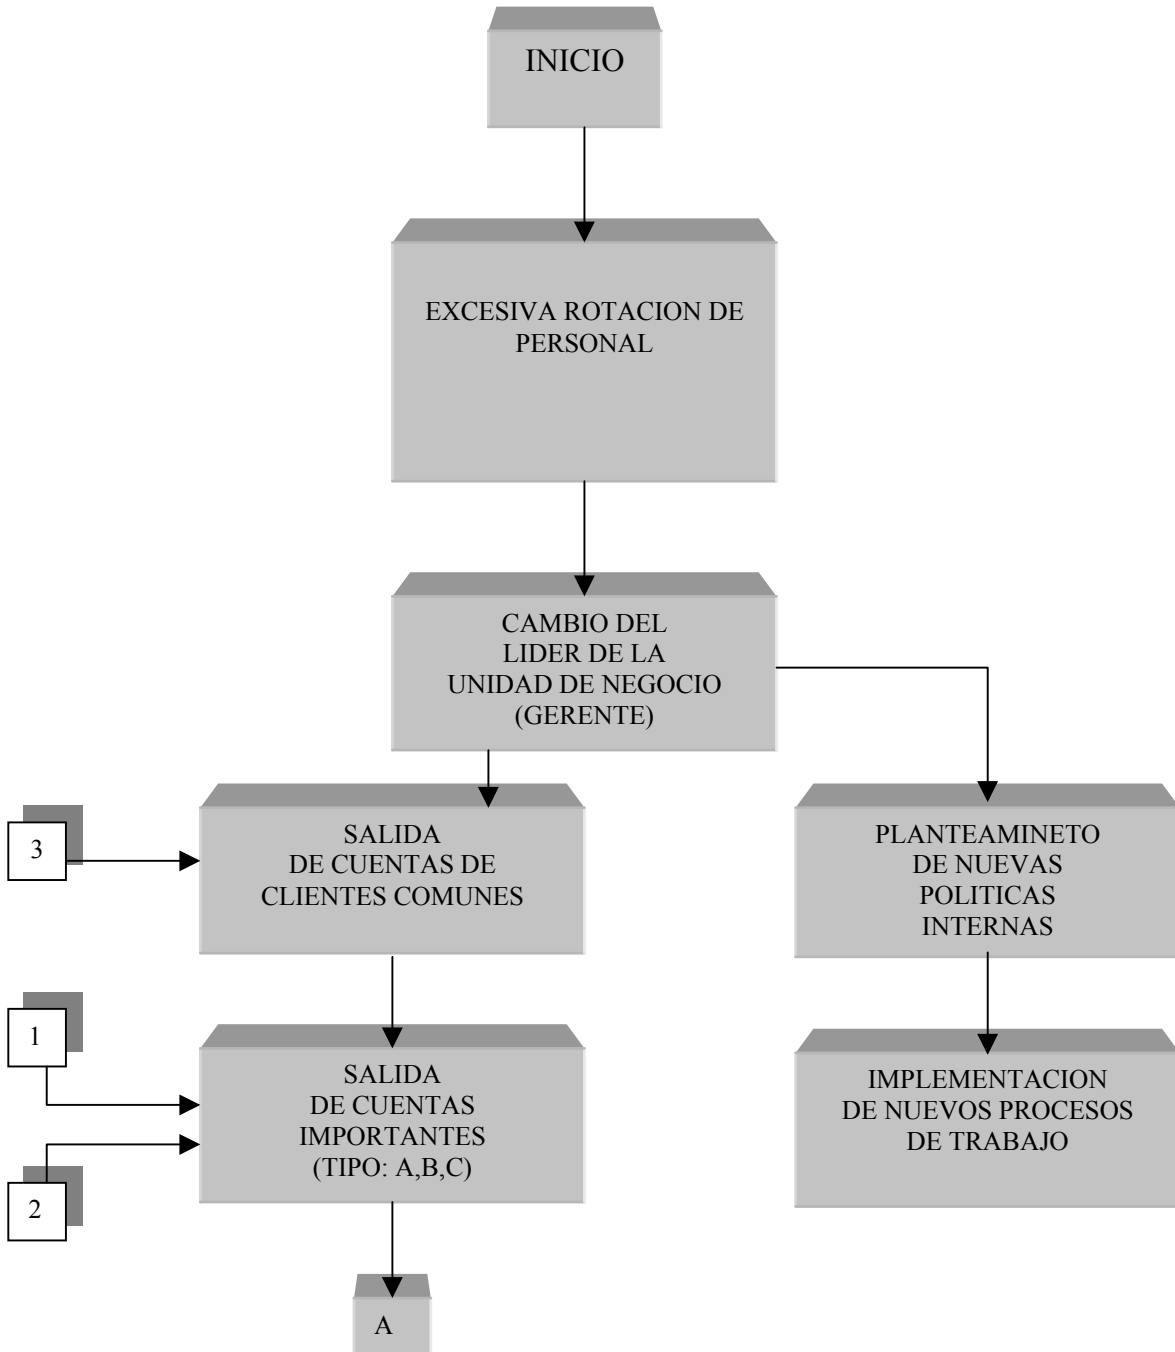 INICIO
EXCESIVA ROTACION DE
PERSONAL
CAMBIO DEL
LIDER DE LA
UNIDAD DE NEGOCIO
(GERENTE)
3
SALIDA
DE CUENTAS DE
CLIENTES COMUNES
PLANTEAMINETO
DE NUEVAS
POLITICAS
INTERNAS
1
2
SALIDA
DE CUENTAS
IMPORTANTES
(TIPO: A,B,C)
IMPLEMENTACION
DE NUEVOS PROCESOS
DE TRABAJO
A